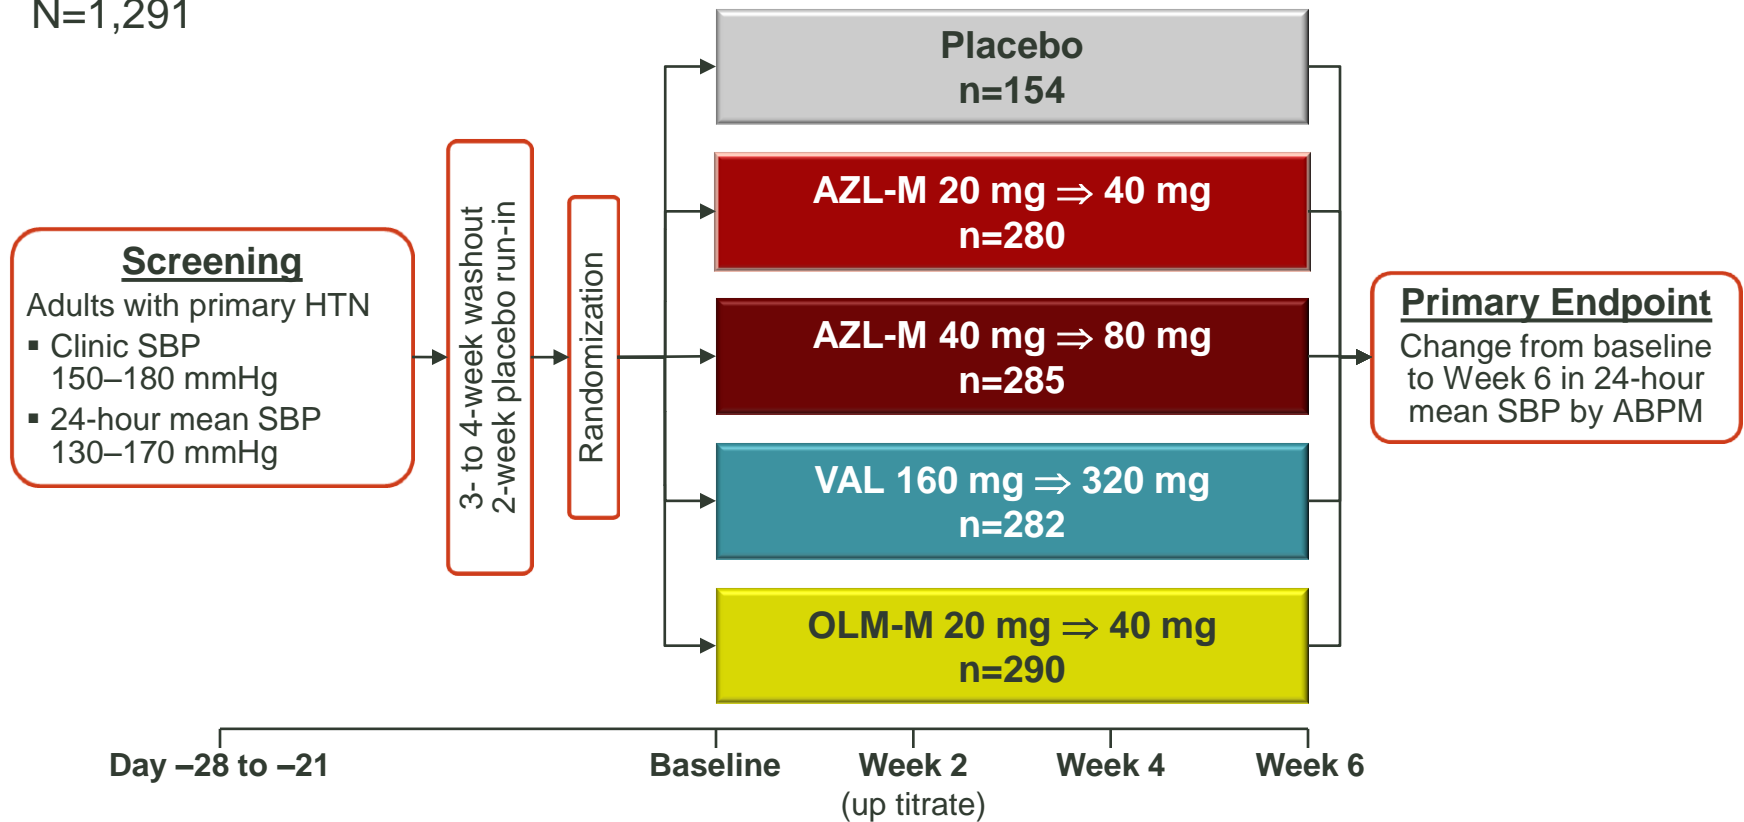 N=1,291
Screening
Adults with primary HTN
▪ Clinic SBP
150–180 mmHg
▪ 24-hour mean SBP
130–170 mmHg
3- to 4-week washout
2-week placebo run-in
Randomization
Placebo
n=154
AZL-M 20 mg ⇒ 40 mg
n=280
AZL-M 40 mg ⇒ 80 mg
n=285
VAL 160 mg ⇒ 320 mg
n=282
OLM-M 20 mg ⇒ 40 mg
n=290
Primary Endpoint
Change from baseline
to Week 6 in 24-hour
mean SBP by ABPM
Day –28 to –21
Baseline
Week 2
(up titrate)
Week 4
Week 6